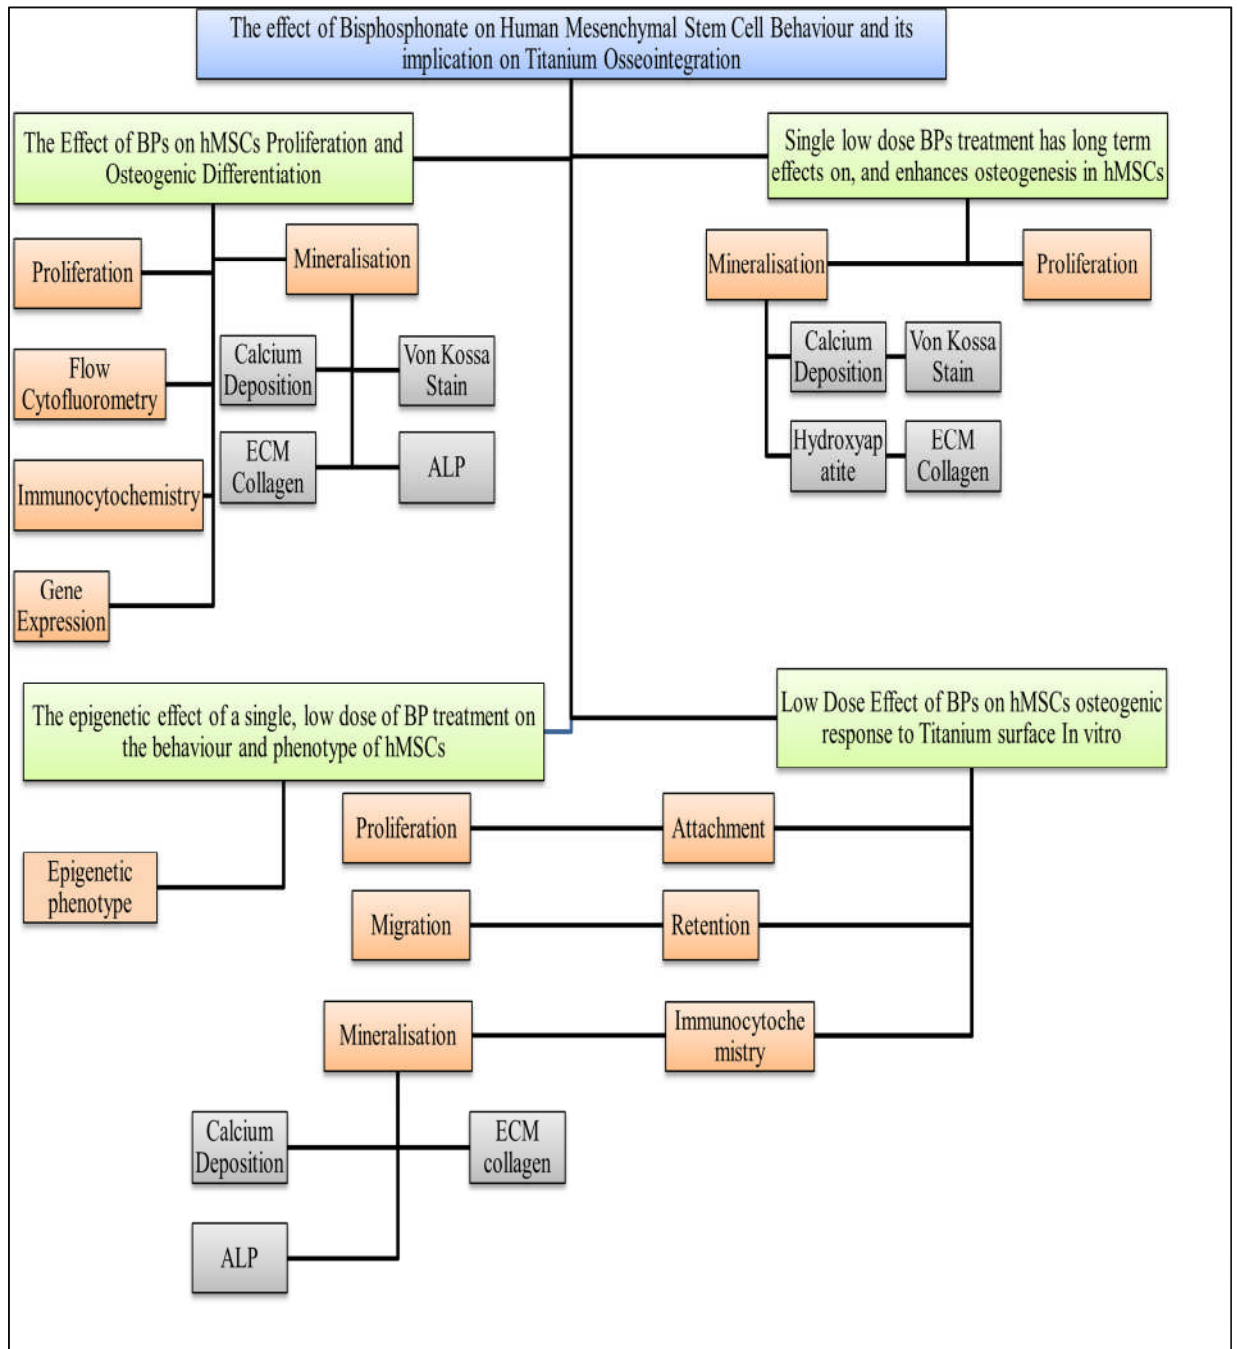 The effect of Bisphosphonate on Human Mesenchymal Stem Cell Behaviour and its
implication on Titanium Osseointegration
The Effect of BPs on hMSCs Proliferation and
Osteogenic Differentiation
Proliferation
Mineralisation
Flow
Cytofluorometry
Calcium
Deposition
Von Kossa
Stain
ECM
Collagen
ALP
Immunocytochemistry
Gene
Expression
Single low dose BPs treatment has long term
effects on, and enhances osteogenesis in hMSCs
Mineralisation
Proliferation
Calcium
Deposition
Von Kossa
Stain
Hydroxyap
atite
ECM
Collagen
The epigenetic effect of a single, low dose of BP treatment on
the behaviour and phenotype of hMSCs
Epigenetic
phenotype
Low Dose Effect of BPs on hMSCs osteogenic
response to Titanium surface In vitro
Proliferation
Attachment
Migration
Retention
Mineralisation
Immunocytoche
mistry
Calcium
Deposition
ECM
collagen
ALP